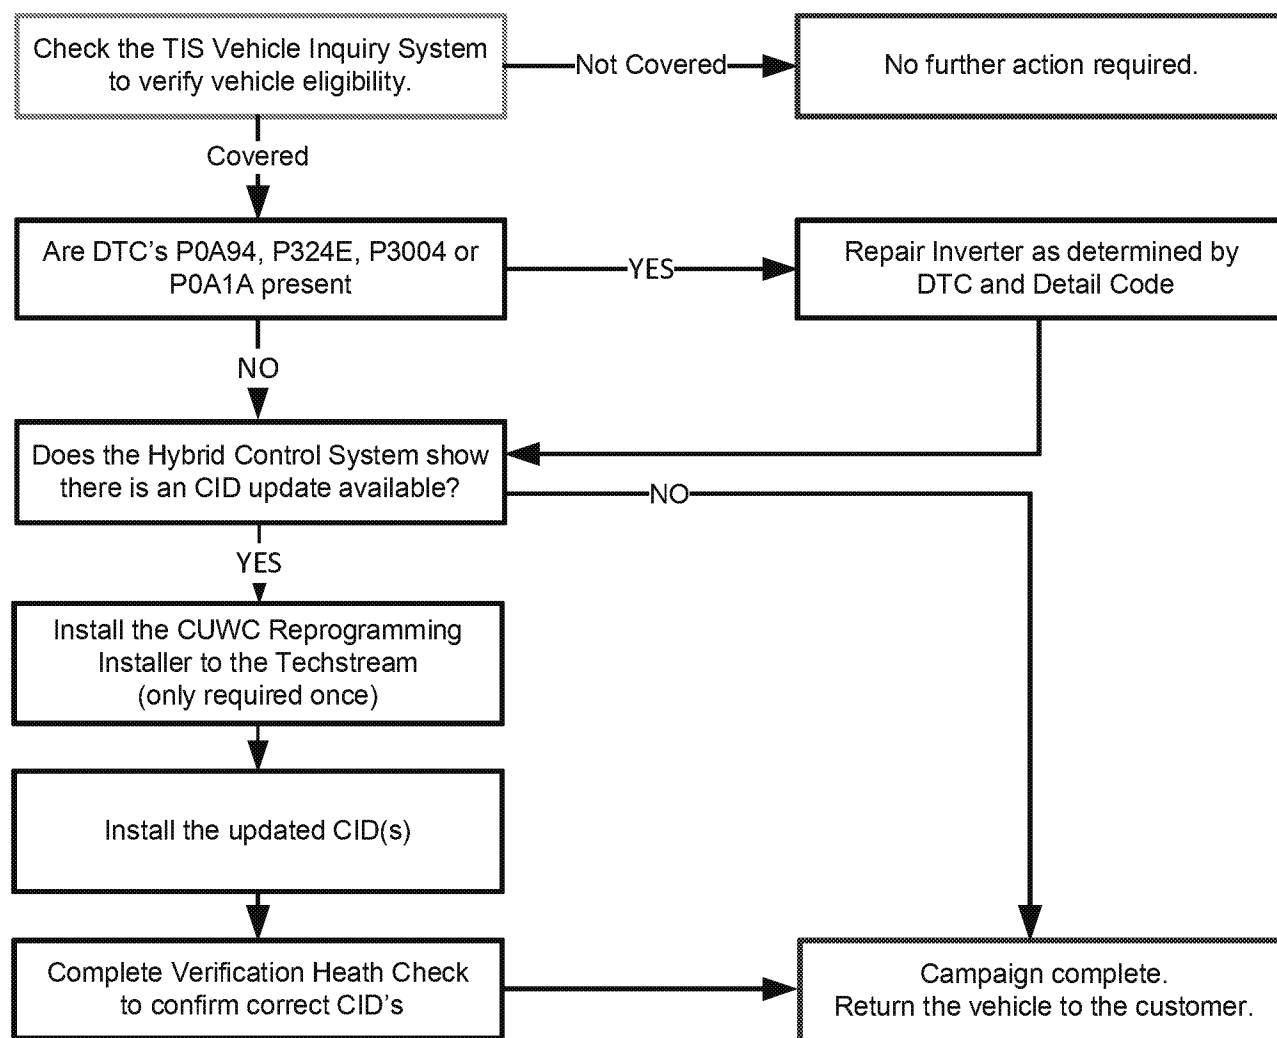 Check the TIS Vehicle Inquiry System
to verify vehicle eligibility.
Not Covered
No further action required.
Covered
Are DTC’s P0A94, P324E, P3004 or
P0A1A present
YES
Repair Inverter as determined by
DTC and Detail Code
NO
Does the Hybrid Control System show
there is an CID update available?
NO
YES
Install the CUWC Reprogramming
Installer to the Techstream
(only required once)
Install the updated CID(s)
Complete Verification Heath Check
to confirm correct CID’s
Campaign complete.
Return the vehicle to the customer.